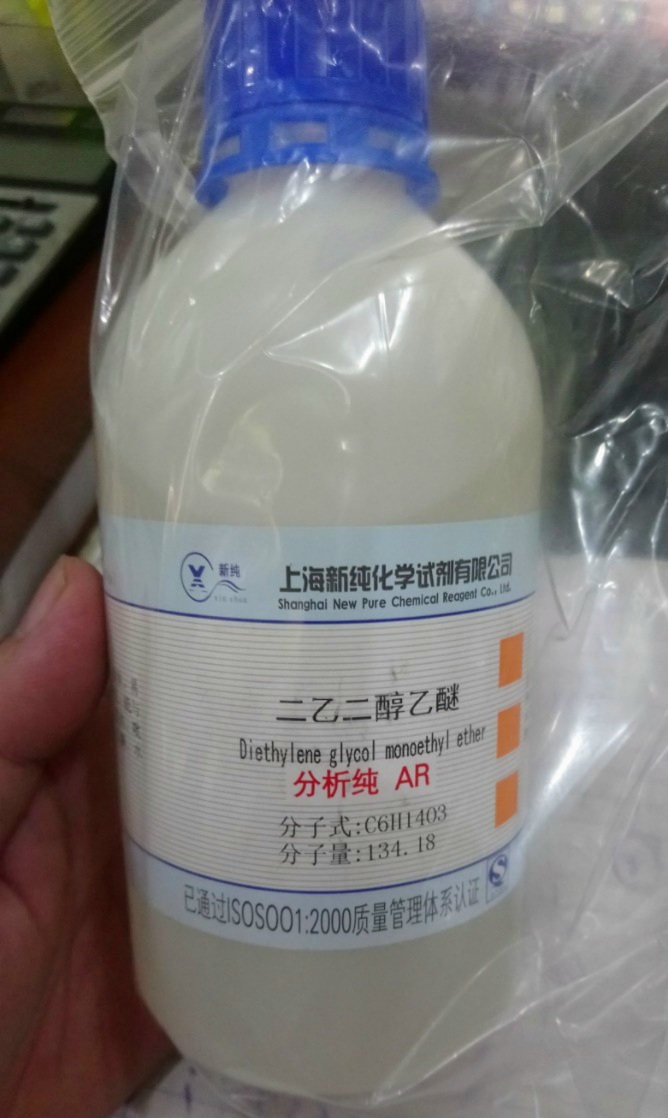 新纯
xin chun
上海新纯化学试剂有限公司
Shanghai New Pure Chemical Reagent Co., Ltd.
二乙二醇乙醚
Diethylene glycol monoethyl ether
分析纯 AR
分子式:C6H14O3
分子量:134.18
已通过ISOSOO1:2000质量管理体系认证